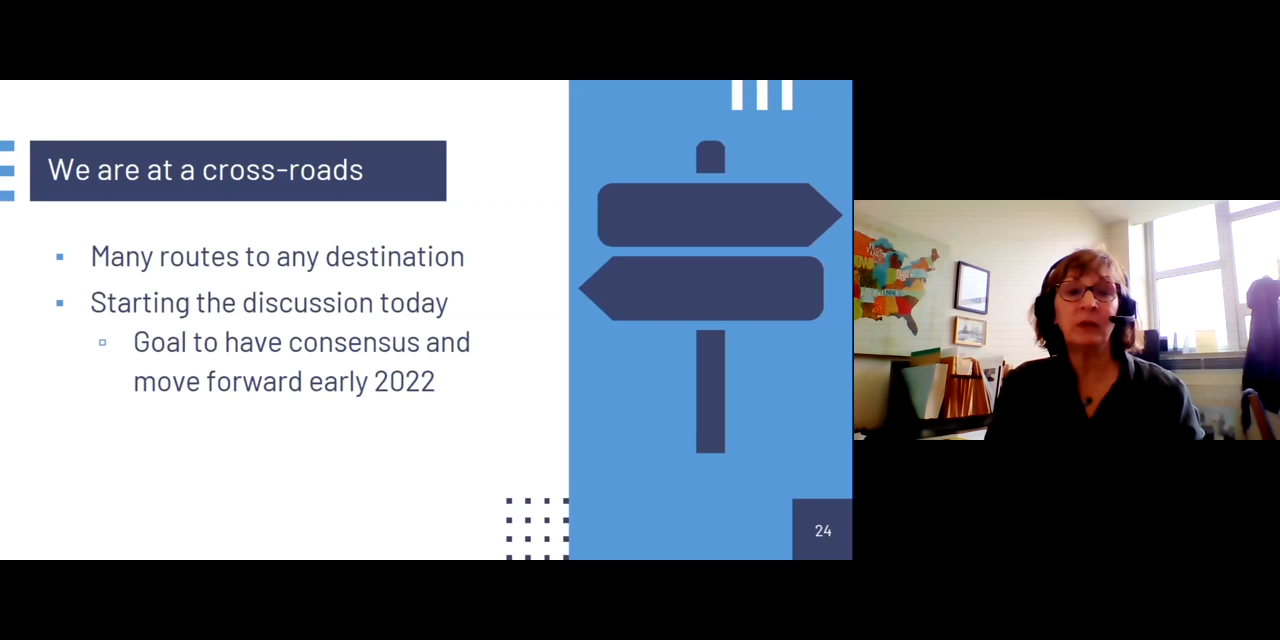 We are at a cross-roads
Many routes to any destination
Starting the discussion today
Goal to have consensus and
move forward early 2022
24